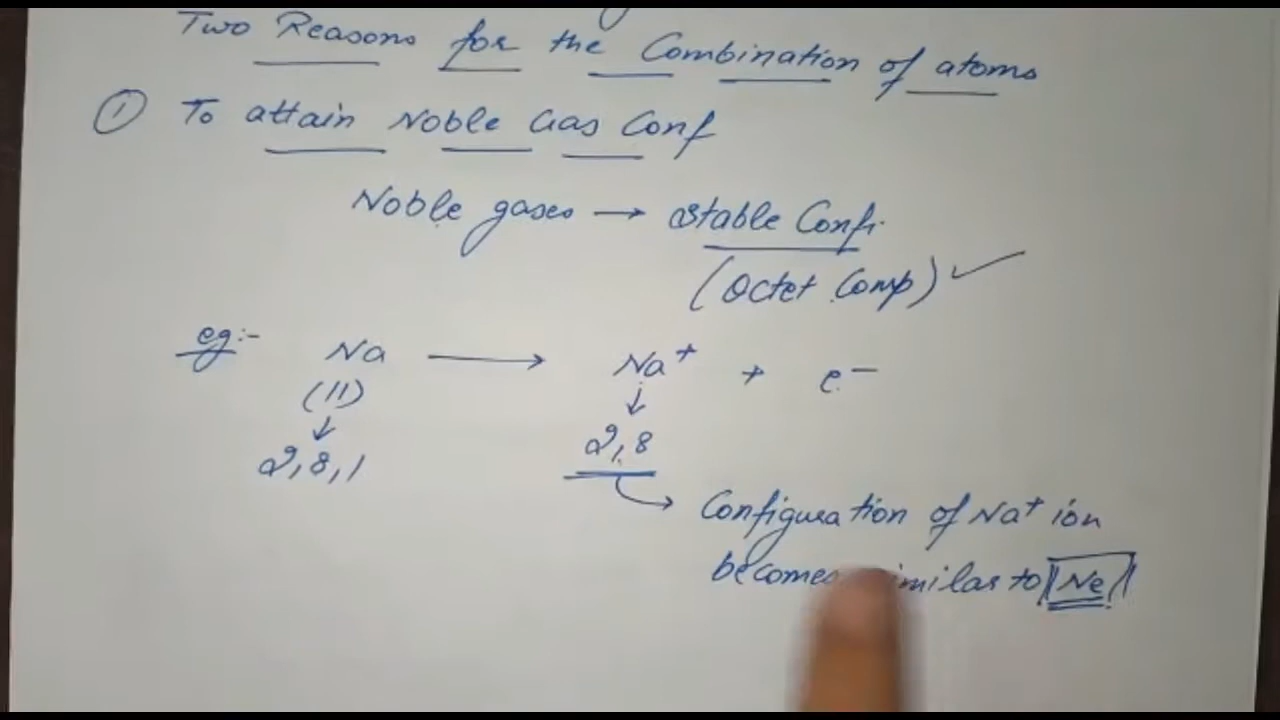 Two Reasons for the Combination of atoms
① To attain Noble Gas Conf
Noble gases → Stable Confi.
(Octet Comp) ✓
eg:- Na → Na⁺ + e⁻
(11) ↓
↓ 2,8
2,8,1
Configuration of Na⁺ ion
becomes similar to Ne